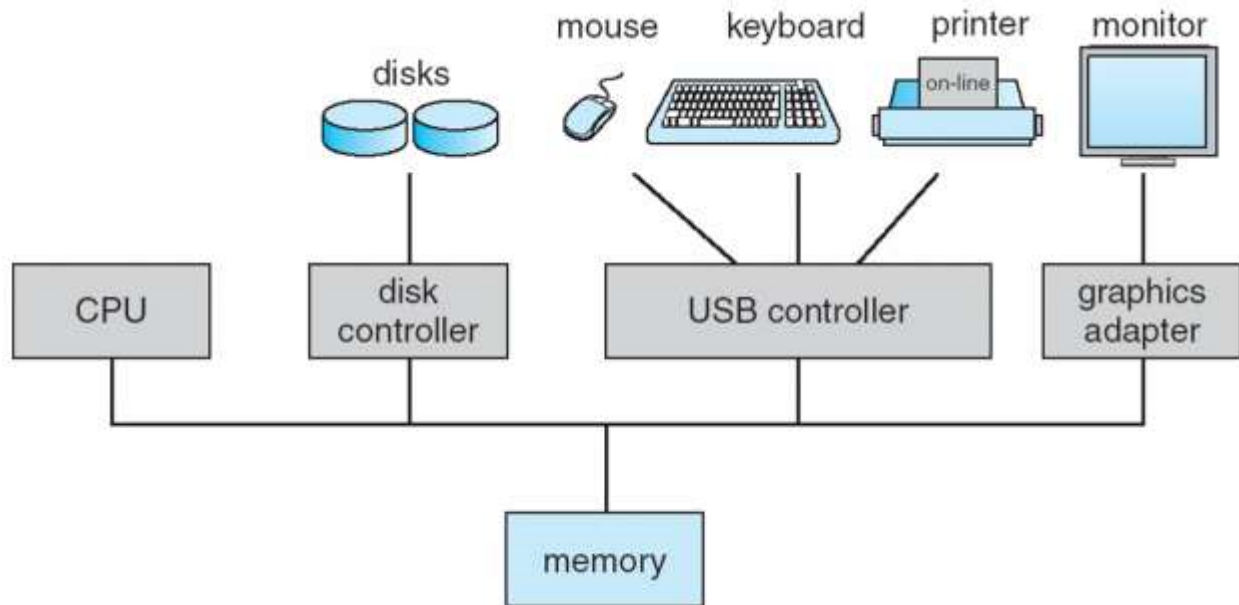 mouse
keyboard
printer
monitor
disks
on-line
CPU
disk
controller
USB controller
graphics
adapter
memory